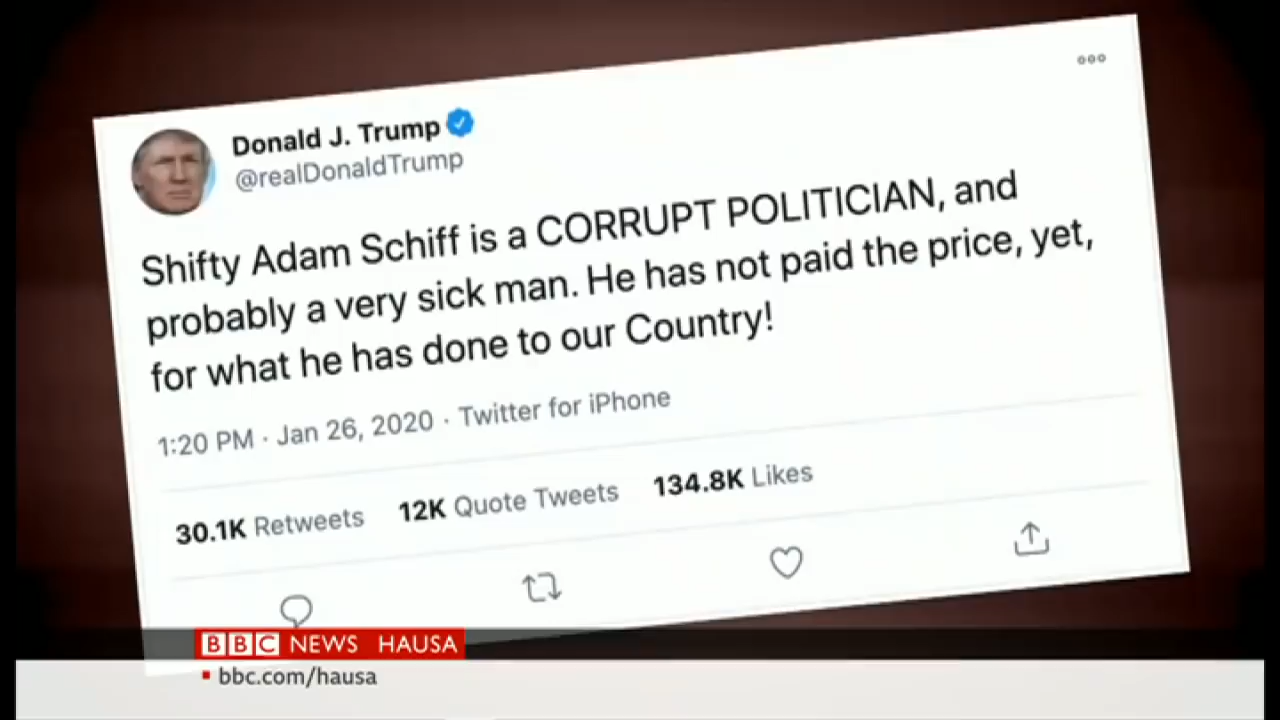 Donald J. Trump
@realDonaldTrump
Shifty Adam Schiff is a CORRUPT POLITICIAN, and
probably a very sick man. He has not paid the price, yet,
for what he has done to our Country!
1:20 PM · Jan 26, 2020 · Twitter for iPhone
30.1K Retweets 12K Quote Tweets 134.8K Likes
BBC NEWS HAUSA
bbc.com/hausa